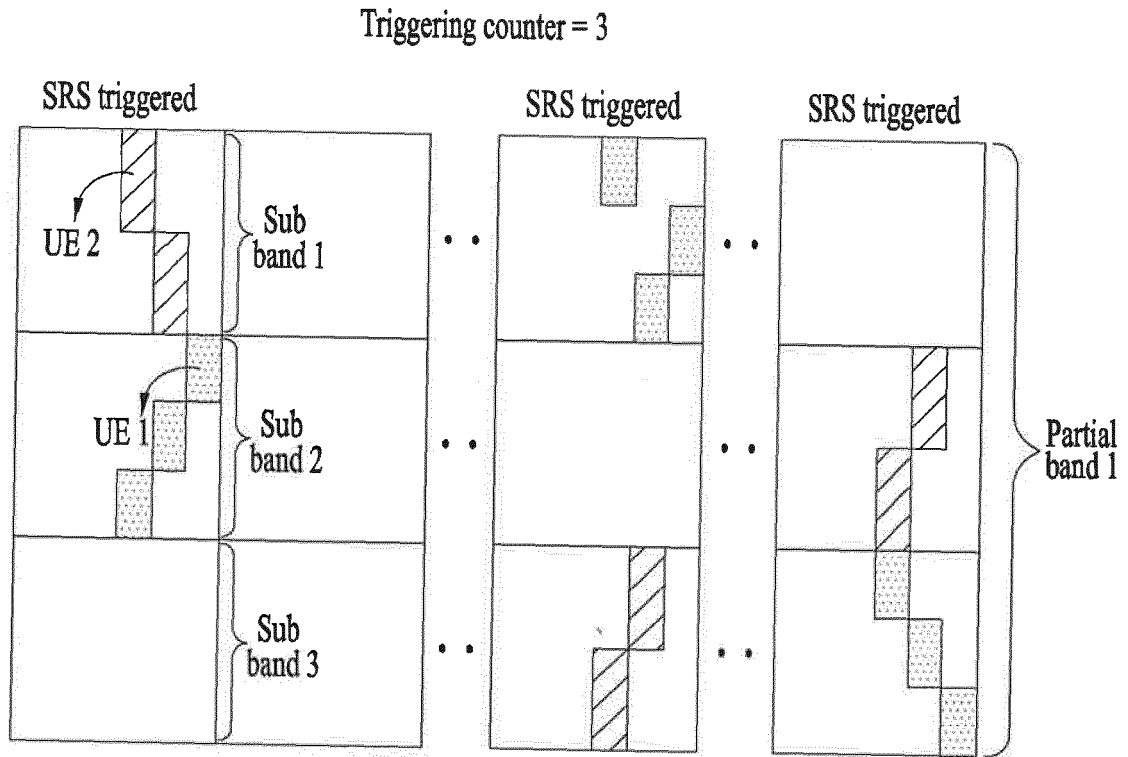 Triggering counter = 3
SRS triggered
SRS triggered
SRS triggered
UE 2
Sub
band 1
UE 1
Sub
band 2
Partial
band 1
Sub
band 3